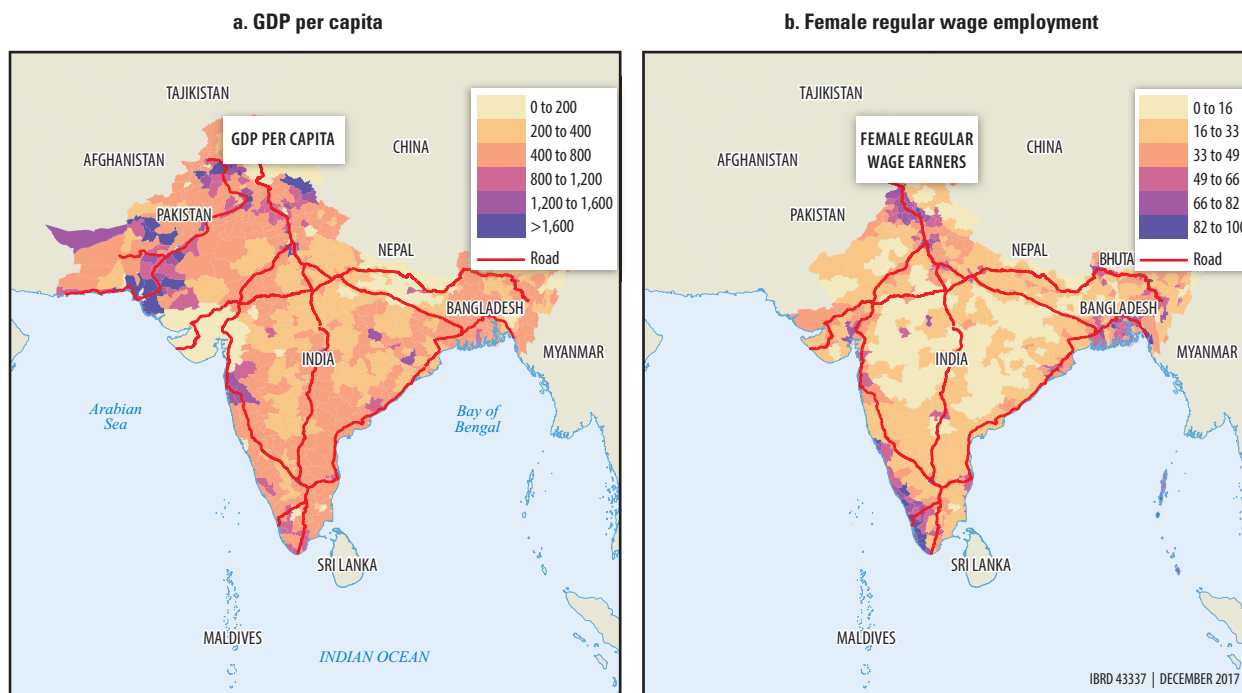 a. GDP per capita
TAJIKISTAN
AFGHANISTAN
CHINA
PAKISTAN
NEPAL
BANGLADESH
INDIA
MYANMAR
Arabian
Sea
Bay of
Bengal
SRI LANKA
MALDIVES
INDIAN OCEAN
GDP PER CAPITA
0 to 200
200 to 400
400 to 800
800 to 1,200
1,200 to 1,600
>1,600
Road
b. Female regular wage employment
TAJIKISTAN
AFGHANISTAN
CHINA
PAKISTAN
NEPAL
BHUTA
BANGLADESH
INDIA
MYANMAR
SRI LANKA
MALDIVES
FEMALE REGULAR
WAGE EARNERS
0 to 16
16 to 33
33 to 49
49 to 66
66 to 82
82 to 100
Road
IBRD 43337 | DECEMBER 2017